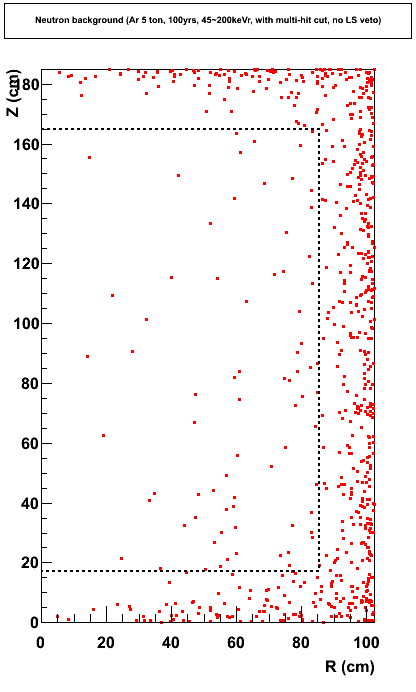 Neutron background (Ar 5 ton, 100yrs, 45~200keVr, with multi-hit cut, no LS veto)
Z (cm)
180
160
140
120
100
80
60
40
20
0
0 20 40 60 80 100
R (cm)